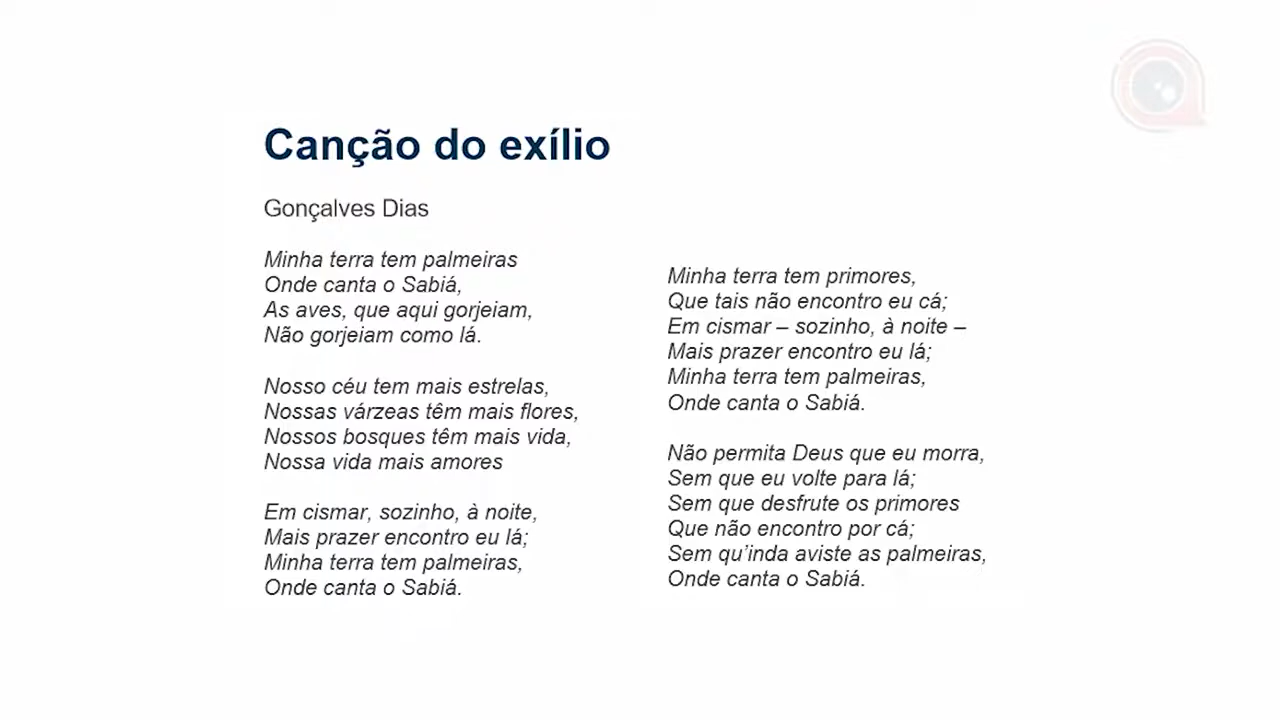 Canção do exílio
Gonçalves Dias
Minha terra tem palmeiras
Onde canta o Sabiá,
As aves, que aqui gorjeiam,
Não gorjeiam como lá.
Nosso céu tem mais estrelas,
Nossas várzeas têm mais flores,
Nossos bosques têm mais vida,
Nossa vida mais amores
Em cismar, sozinho, à noite,
Mais prazer encontro eu lá;
Minha terra tem palmeiras,
Onde canta o Sabiá.
Minha terra tem primores,
Que tais não encontro eu cá;
Em cismar – sozinho, à noite –
Mais prazer encontro eu lá;
Minha terra tem palmeiras,
Onde canta o Sabiá.
Não permita Deus que eu morra,
Sem que eu volte para lá;
Sem que desfrute os primores
Que não encontro por cá;
Sem qu’inda aviste as palmeiras,
Onde canta o Sabiá.